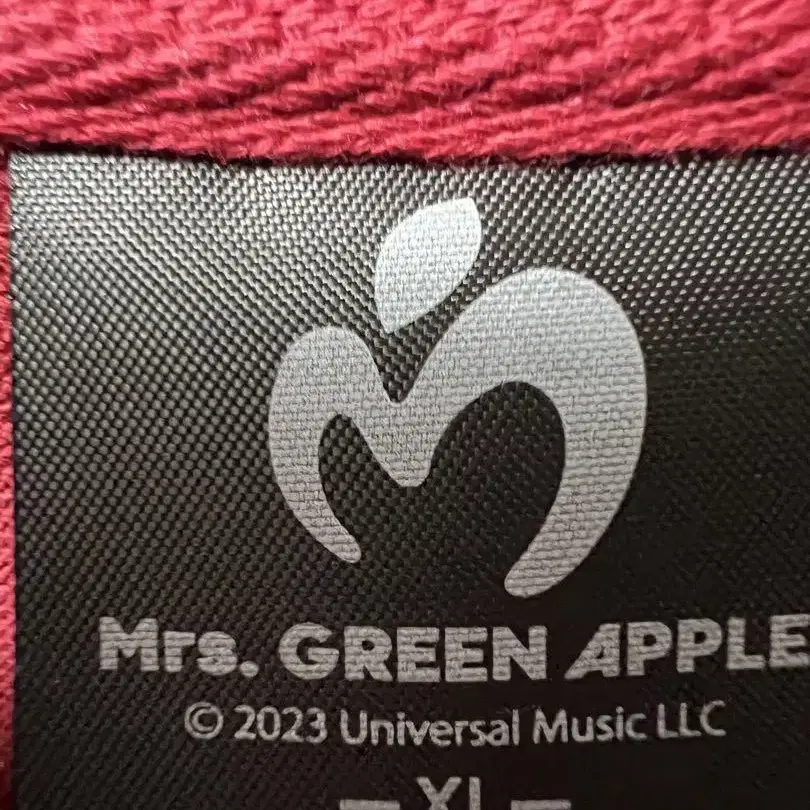 Mrs. GREEN APPLE
© 2023 Universal Music LLC
— XL —